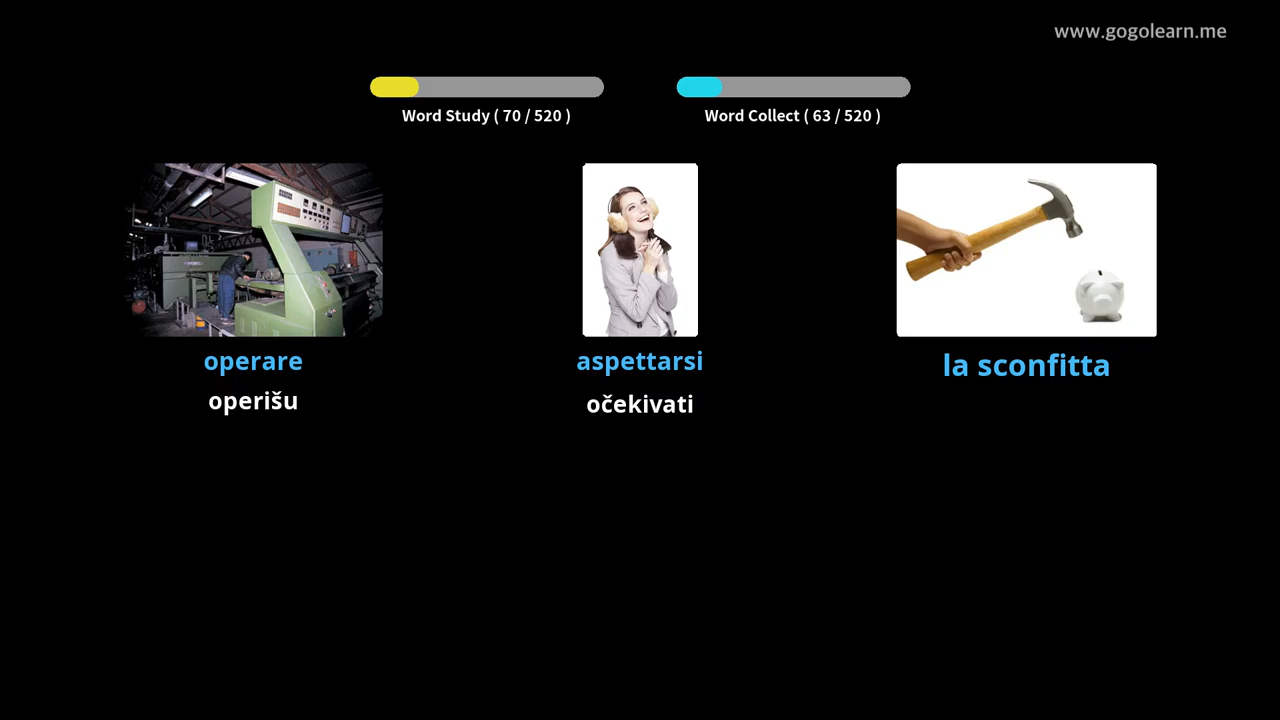 www.gogolearn.me
Word Study ( 70 / 520 )
Word Collect ( 63 / 520 )
operare
operišu
aspettarsi
očekivati
la sconfitta